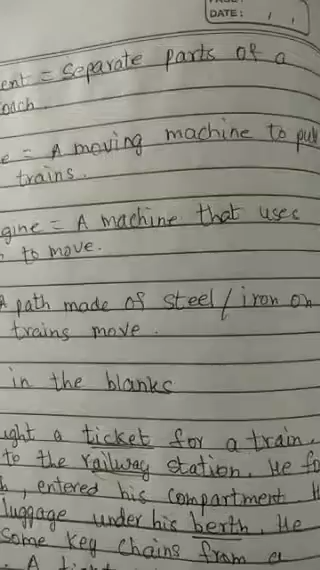 DATE:
ent = separate parts of a
oach.
e = A moving machine to pull
trains.
gine = A machine that uses
to move.
A path made of steel / iron on
trains move.
in the blanks
ught a ticket for a train.
to the railway station. He fo
, entered his compartment. H
luggage under his berth. He
some key chains from a
. A